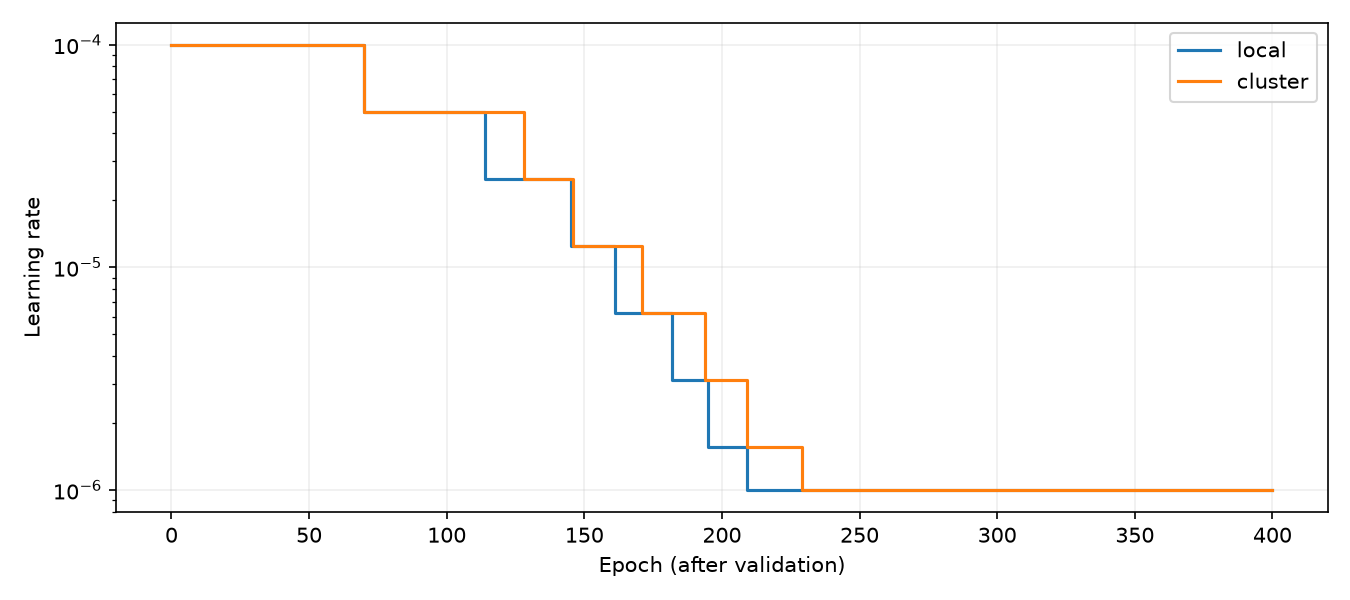 10⁻⁴
10⁻⁵
10⁻⁶
Learning rate
local
cluster
0 50 100 150 200 250 300 350 400
Epoch (after validation)